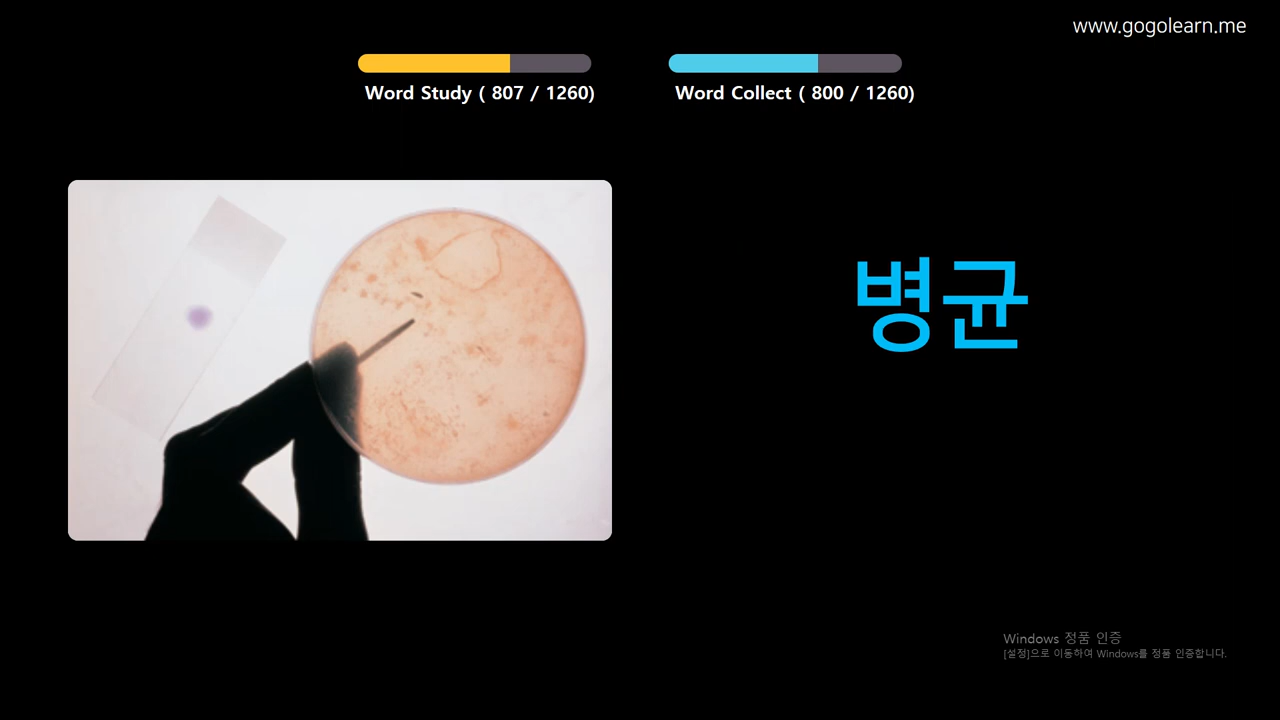 www.gogolearn.me
Word Study ( 807 / 1260)
Word Collect ( 800 / 1260)
병균
Windows 정품 인증
[설정]으로 이동하여 Windows를 정품 인증합니다.